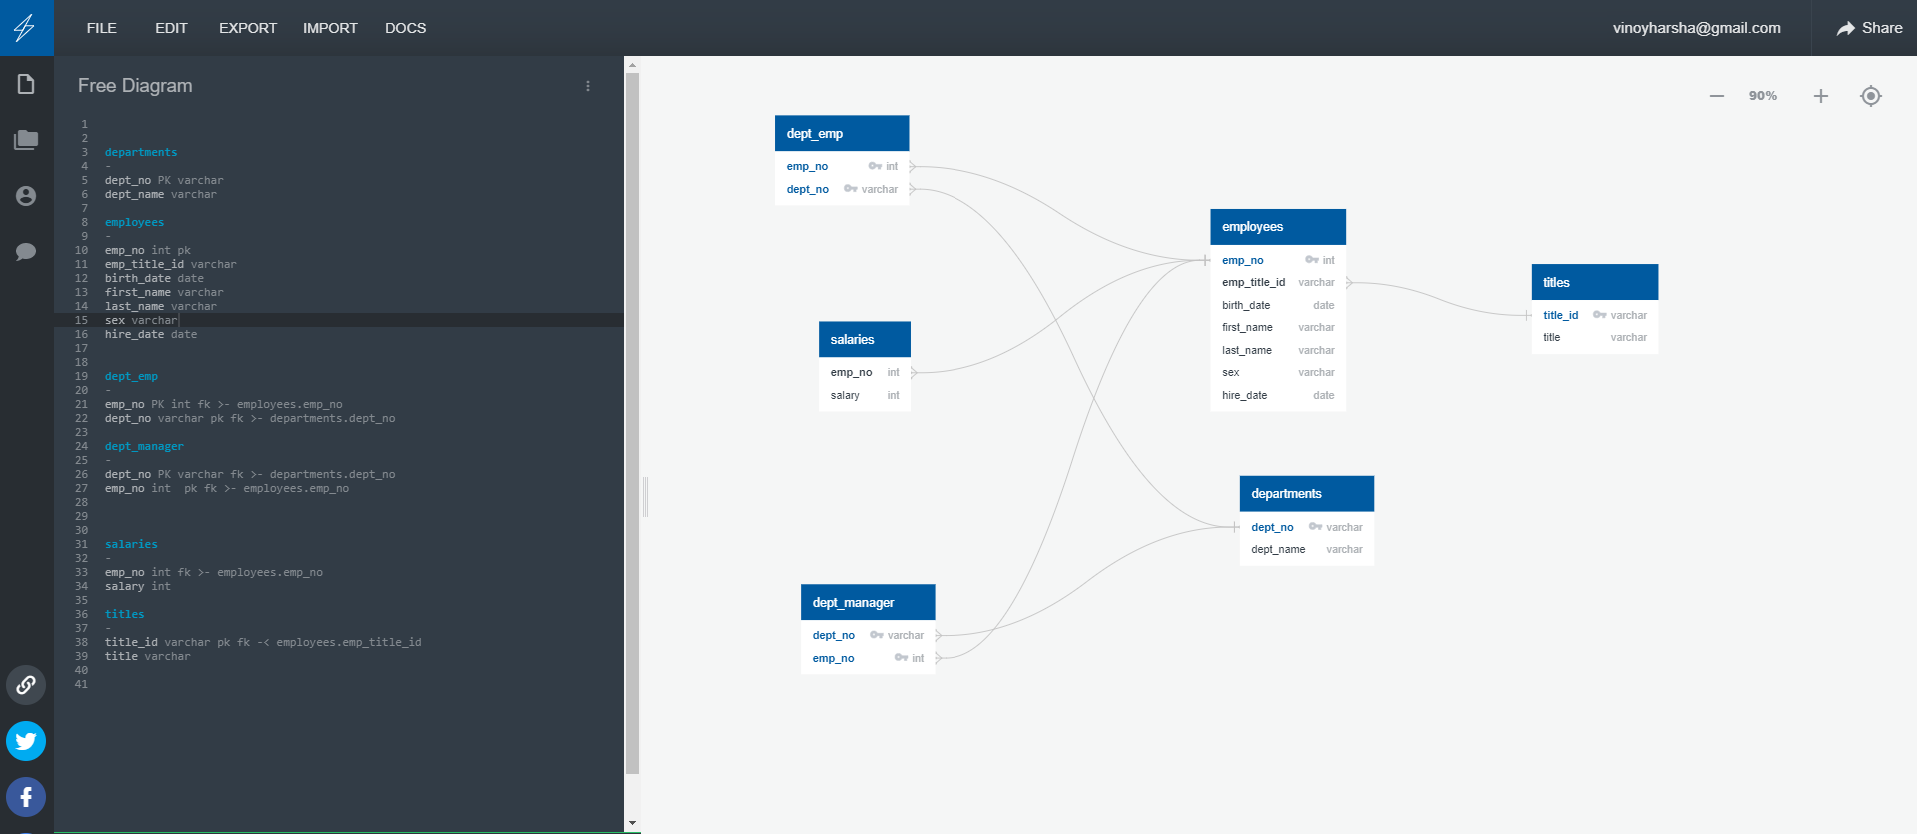 FILE EDIT EXPORT IMPORT DOCS
vinoyharsha@gmail.com Share
Free Diagram
1
2
3 departments
4 -
5 dept_no PK varchar
6 dept_name varchar
7
8 employees
9 -
10 emp_no int pk
11 emp_title_id varchar
12 birth_date date
13 first_name varchar
14 last_name varchar
15 sex varchar
16 hire_date date
17
18
19 dept_emp
20 -
21 emp_no PK int fk >- employees.emp_no
22 dept_no varchar pk fk >- departments.dept_no
23
24 dept_manager
25 -
26 dept_no PK varchar fk >- departments.dept_no
27 emp_no int  pk fk >- employees.emp_no
28
29
30
31 salaries
32 -
33 emp_no int fk >- employees.emp_no
34 salary int
35
36 titles
37 -
38 title_id varchar pk fk -< employees.emp_title_id
39 title varchar
40
41
90%
dept_emp
emp_no int
dept_no varchar
employees
emp_no int
emp_title_id varchar
birth_date date
first_name varchar
last_name varchar
sex varchar
hire_date date
titles
title_id varchar
title varchar
salaries
emp_no int
salary int
departments
dept_no varchar
dept_name varchar
dept_manager
dept_no varchar
emp_no int